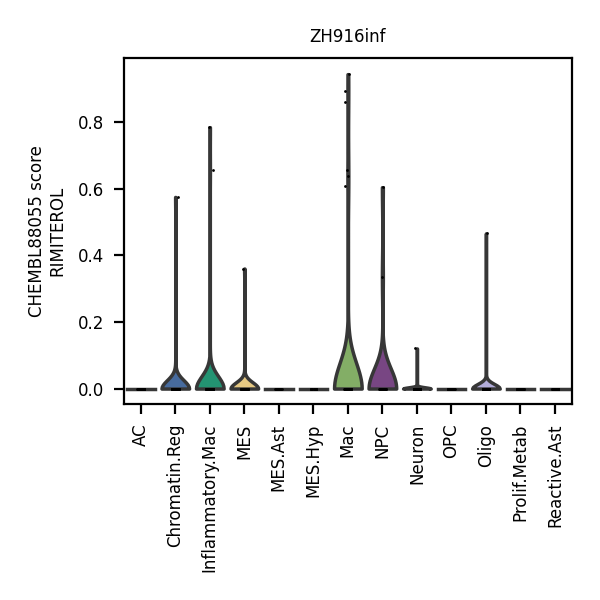 ZH916inf
CHEMBL88055 score
RIMITEROL
0.8
0.6
0.4
0.2
0.0
AC
Chromatin.Reg
Inflammatory.Mac
MES
MES.Ast
MES.Hyp
Mac
NPC
Neuron
OPC
Oligo
Prolif.Metab
Reactive.Ast